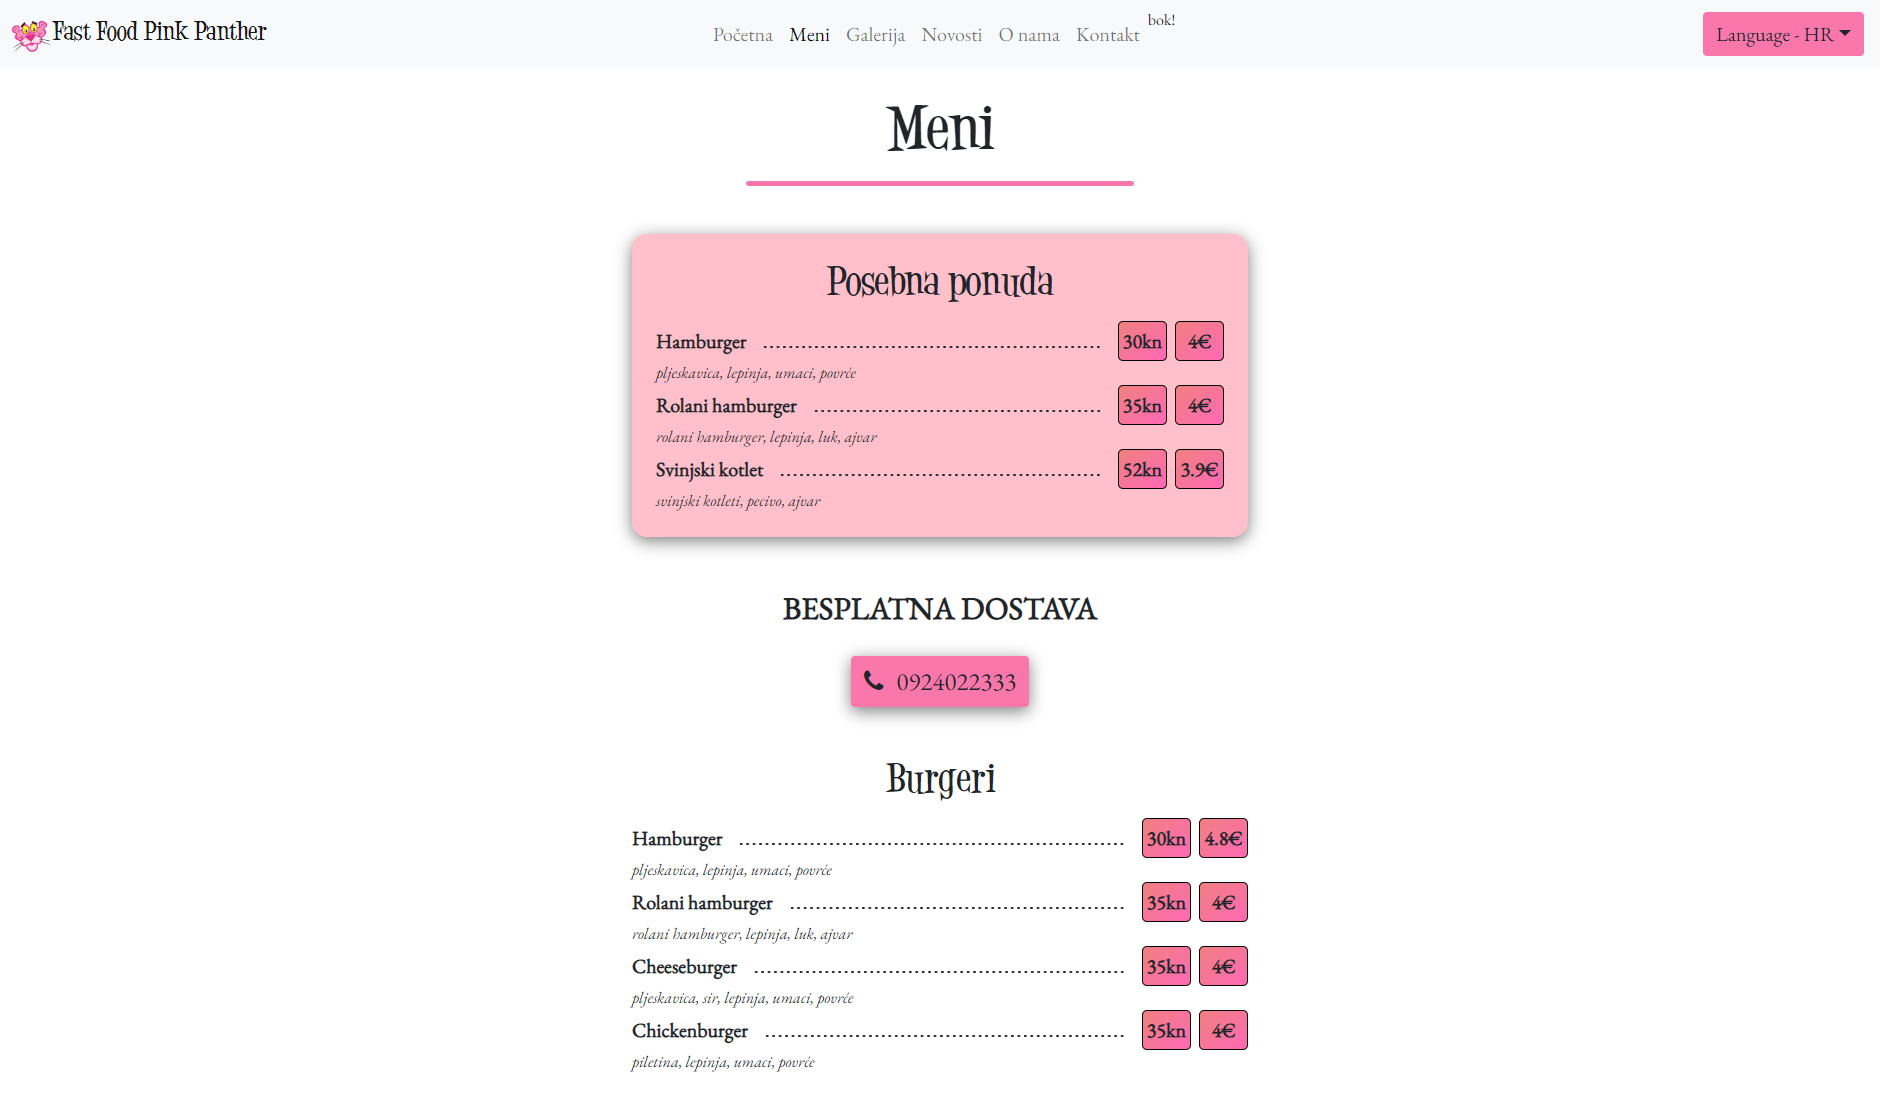 Fast Food Pink Panther
Početna Meni Galerija Novosti O nama Kontakt bok!
Language - HR
Meni
Posebna ponuda
Hamburger 30kn 4€
pljeskavica, lepinja, umaci, povrće
Rolani hamburger 35kn 4€
rolani hamburger, lepinja, luk, ajvar
Svinjski kotlet 52kn 3.9€
svinjski kotleti, pecivo, ajvar
BESPLATNA DOSTAVA
0924022333
Burgeri
Hamburger 30kn 4.8€
pljeskavica, lepinja, umaci, povrće
Rolani hamburger 35kn 4€
rolani hamburger, lepinja, luk, ajvar
Cheeseburger 35kn 4€
pljeskavica, sir, lepinja, umaci, povrće
Chickenburger 35kn 4€
piletina, lepinja, umaci, povrće